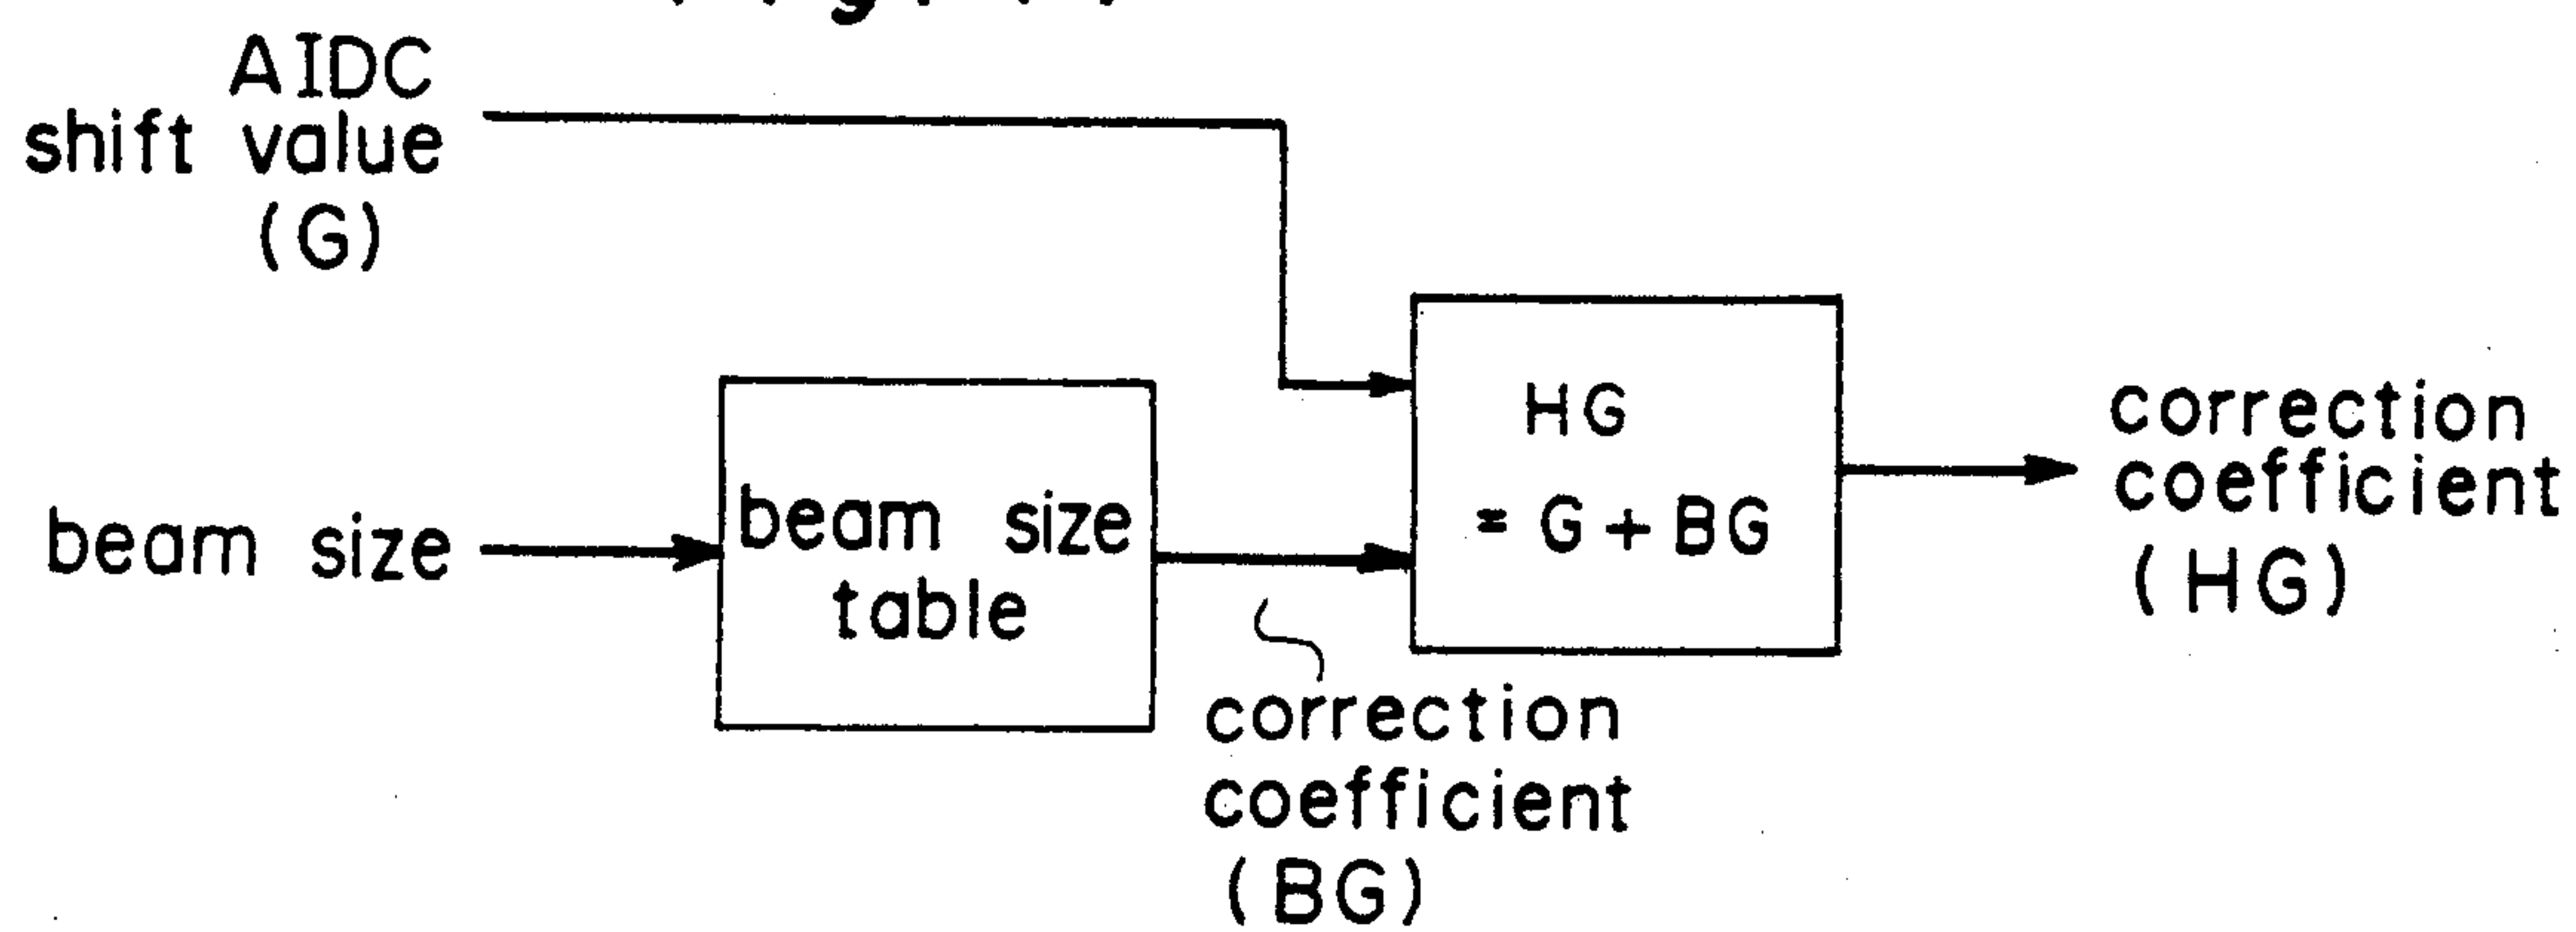 AIDC
shift value
(G)
beam size
beam size
table
HG
= G + BG
correction
coefficient
(BG)
correction
coefficient
(HG)